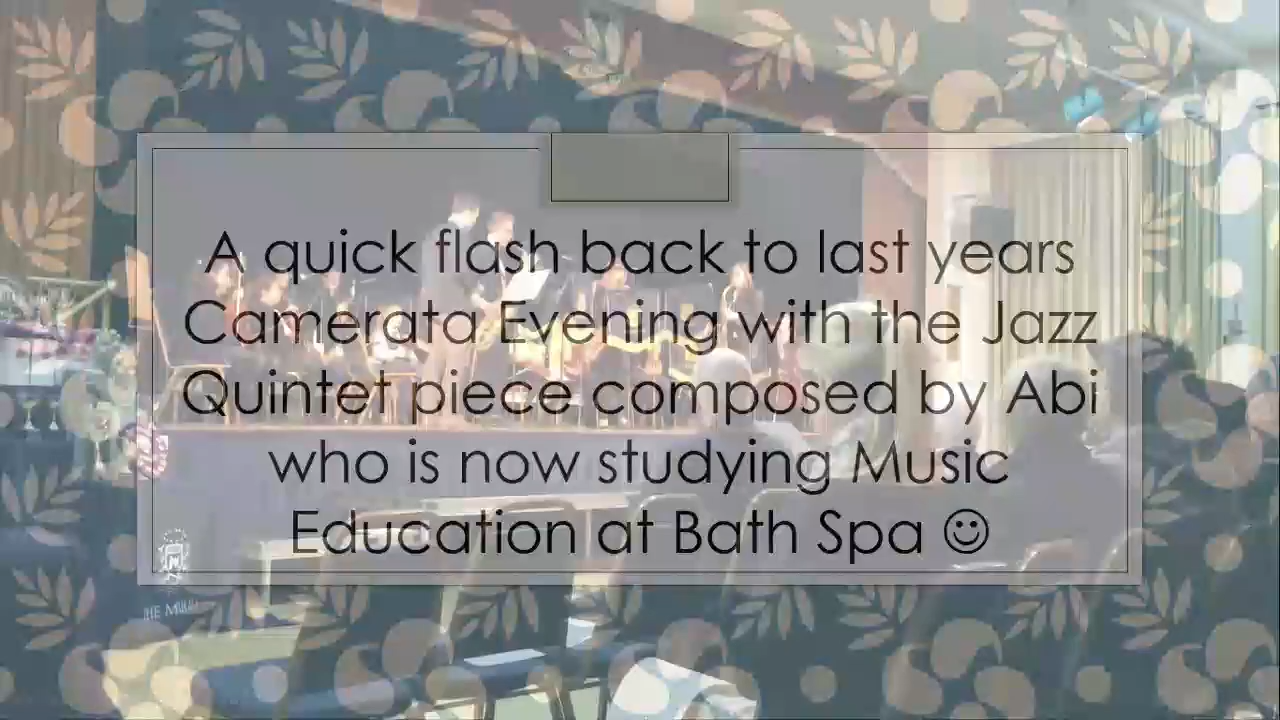 A quick flash back to last years
Camerata Evening with the Jazz
Quintet piece composed by Abi
who is now studying Music
Education at Bath Spa ☺
THE